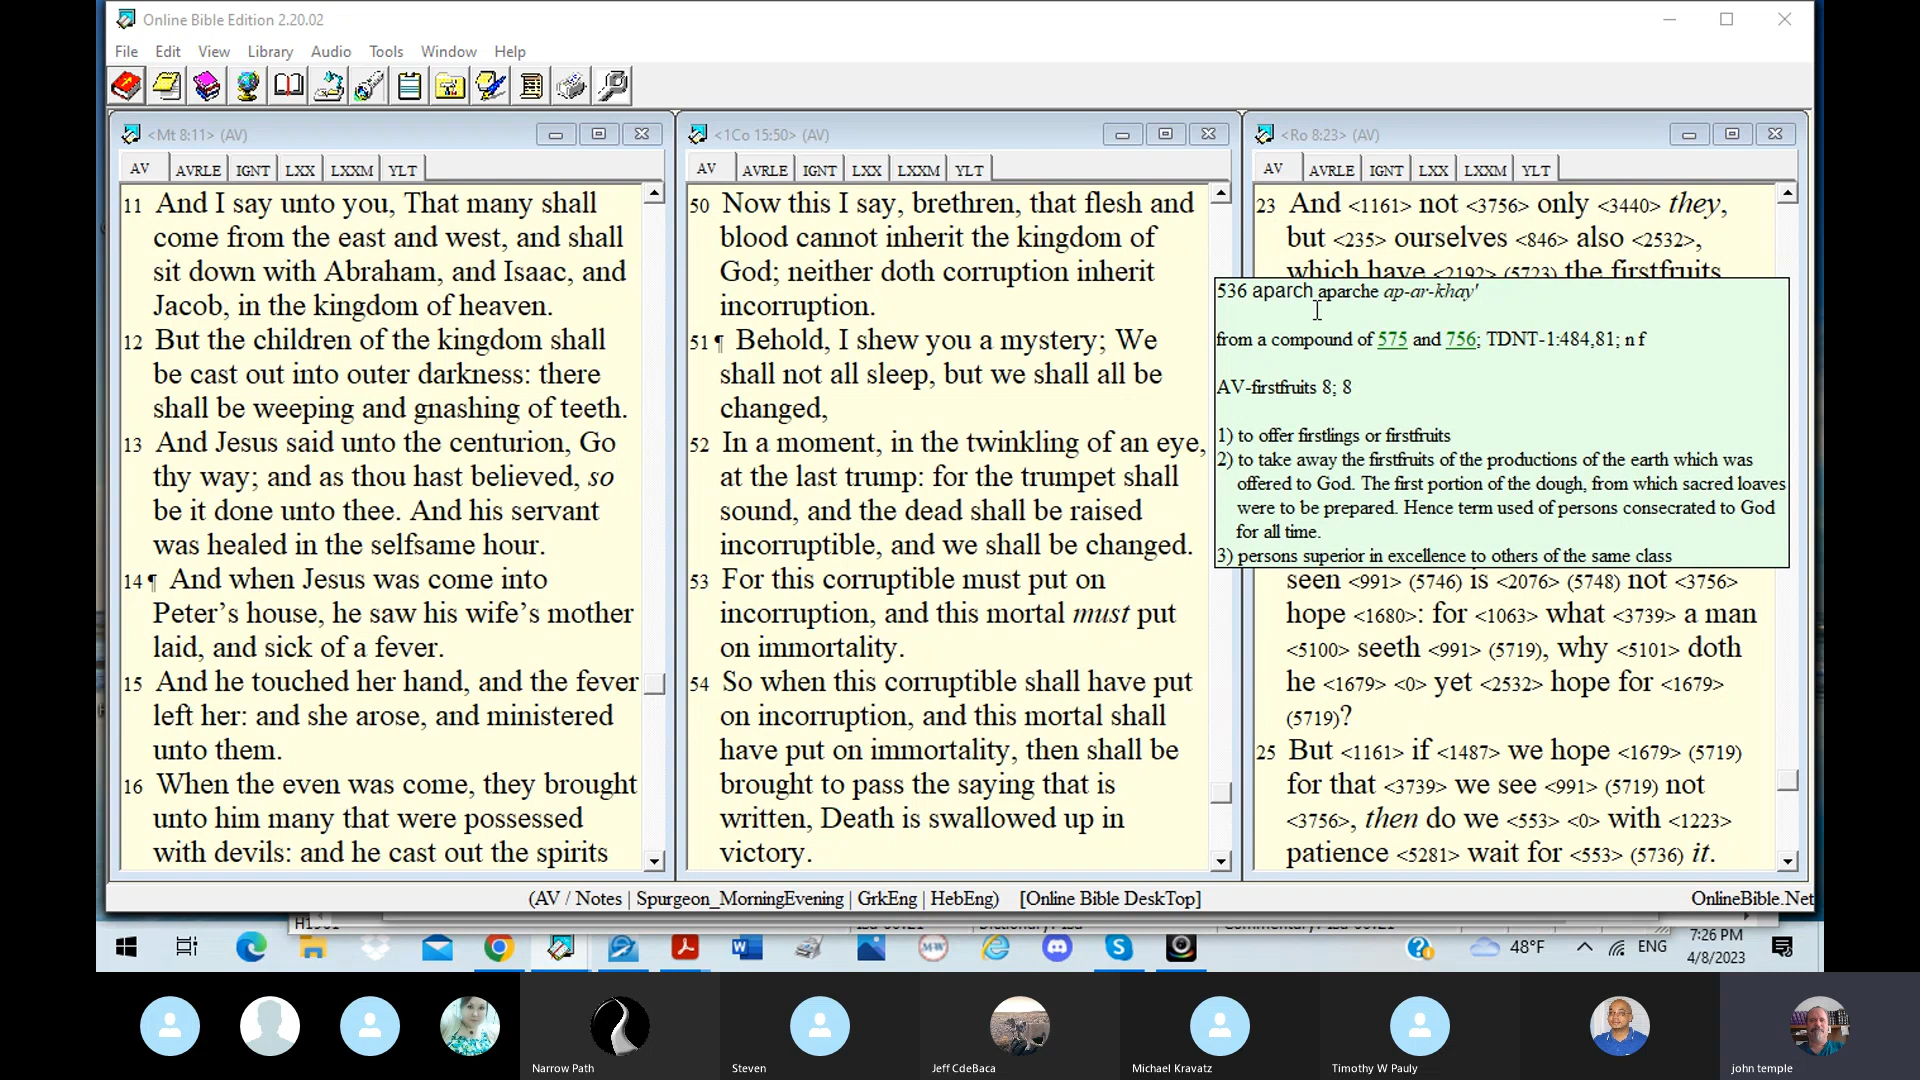 Online Bible Edition 2.20.02
File Edit View Library Audio Tools Window Help
<Mt 8:11> (AV)
AV AVRLE IGNT LXX LXXM YLT
11 And I say unto you, That many shall
come from the east and west, and shall
sit down with Abraham, and Isaac, and
Jacob, in the kingdom of heaven.
12 But the children of the kingdom shall
be cast out into outer darkness: there
shall be weeping and gnashing of teeth.
13 And Jesus said unto the centurion, Go
thy way; and as thou hast believed, so
be it done unto thee. And his servant
was healed in the selfsame hour.
14 ¶ And when Jesus was come into
Peter’s house, he saw his wife’s mother
laid, and sick of a fever.
15 And he touched her hand, and the fever
left her: and she arose, and ministered
unto them.
16 When the even was come, they brought
unto him many that were possessed
with devils: and he cast out the spirits
<1Co 15:50> (AV)
AV AVRLE IGNT LXX LXXM YLT
50 Now this I say, brethren, that flesh and
blood cannot inherit the kingdom of
God; neither doth corruption inherit
incorruption.
51 ¶ Behold, I shew you a mystery; We
shall not all sleep, but we shall all be
changed,
52 In a moment, in the twinkling of an eye,
at the last trump: for the trumpet shall
sound, and the dead shall be raised
incorruptible, and we shall be changed.
53 For this corruptible must put on
incorruption, and this mortal must put
on immortality.
54 So when this corruptible shall have put
on incorruption, and this mortal shall
have put on immortality, then shall be
brought to pass the saying that is
written, Death is swallowed up in
victory.
<Ro 8:23> (AV)
AV AVRLE IGNT LXX LXXM YLT
23 And <1161> not <3756> only <3440> they,
but <235> ourselves <846> also <2532>,
which have <2192> (5723) the firstfruits
536 aparch aparche ap-ar-khay'
from a compound of 575 and 756; TDNT-1:484,81; n f
AV-firstfruits 8; 8
1) to offer firstlings or firstfruits
2) to take away the firstfruits of the productions of the earth which was
offered to God. The first portion of the dough, from which sacred loaves
were to be prepared. Hence term used of persons consecrated to God
for all time.
3) persons superior in excellence to others of the same class
seen <991> (5746) is <2076> (5748) not <3756>
hope <1680>: for <1063> what <3739> a man
<5100> seeth <991> (5719), why <5101> doth
he <1679> <0> yet <2532> hope for <1679>
(5719)?
25 But <1161> if <1487> we hope <1679> (5719)
for that <3739> we see <991> (5719) not
<3756>, then do we <553> <0> with <1223>
patience <5281> wait for <553> (5736) it.
(AV / Notes | Spurgeon_MorningEvening | GrkEng | HebEng) [Online Bible DeskTop] OnlineBible.Net
48°F ENG
7:26 PM
4/8/2023
Narrow Path
Steven
Jeff CdeBaca
Michael Kravatz
Timothy W Pauly
john temple